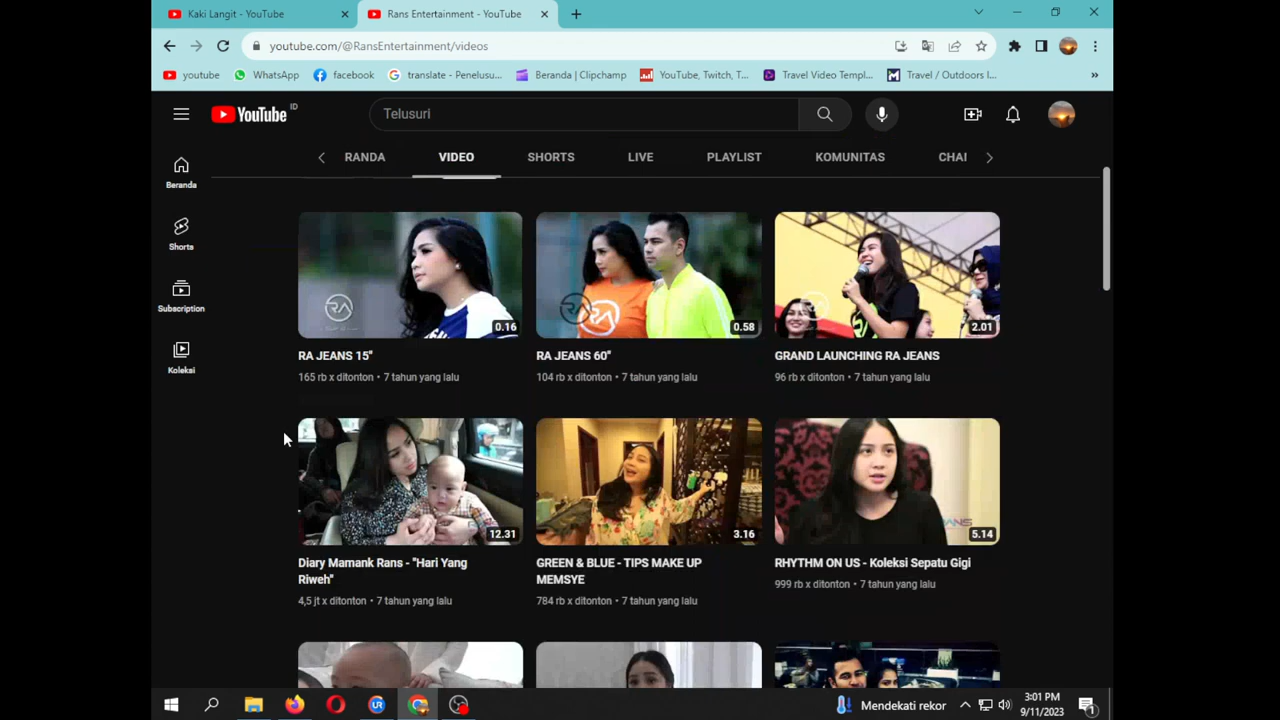 Kaki Langit - YouTube
Rans Entertainment - YouTube
youtube.com/@RansEntertainment/videos
youtube
WhatsApp
facebook
translate - Penelusu...
Beranda | Clipchamp
YouTube, Twitch, T...
Travel Video Templ...
Travel / Outdoors I...
YouTube ID
Telusuri
RANDA
VIDEO
SHORTS
LIVE
PLAYLIST
KOMUNITAS
CHAI
Beranda
Shorts
Subscription
Kolekai
RA
0.16
RA
0.58
2.01
RA JEANS 15"
RA JEANS 60"
GRAND LAUNCHING RA JEANS
165 rb x ditonton • 7 tahun yang lalu
104 rb x ditonton • 7 tahun yang lalu
96 rb x ditonton • 7 tahun yang lalu
12.31
3.16
5.14
Diary Mamank Rans - "Hari Yang
Riweh"
GREEN & BLUE - TIPS MAKE UP
MEMSYE
RHYTHM ON US - Koleksi Sepatu Gigi
4,5 jt x ditonton • 7 tahun yang lalu
784 rb x ditonton • 7 tahun yang lalu
999 rb x ditonton • 7 tahun yang lalu
UR
Mendekati rekor
3:01 PM
9/11/2023
1